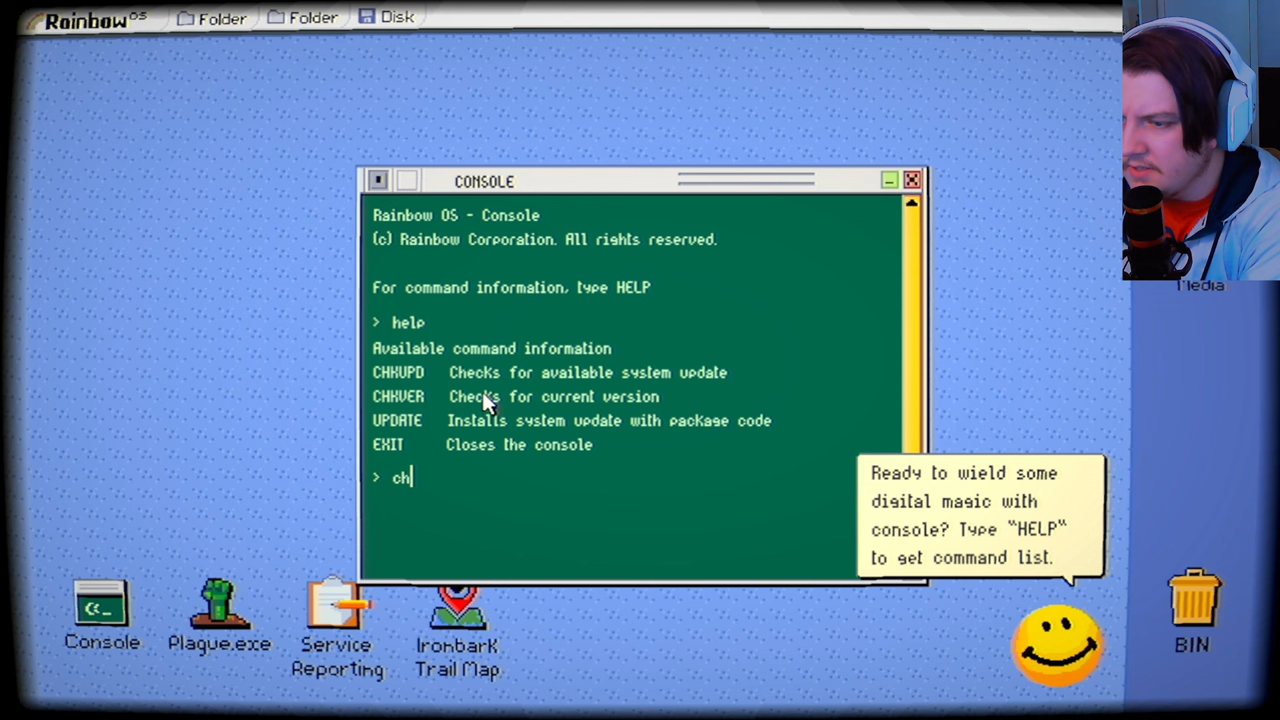 Rainbow OS
Folder
Folder
Disk
CONSOLE
Rainbow OS - Console
(c) Rainbow Corporation. All rights reserved.
For command information, type HELP
> help
Available command information
CHKUPD Checks for available system update
CHKVER Checks for current version
UPDATE Installs system update with package code
EXIT Closes the console
> ch
Ready to wield some
digital magic with
console? Type "HELP"
to get command list.
Media
Console
Plague.exe
Service
Reporting
Ironbark
Trail Map
BIN